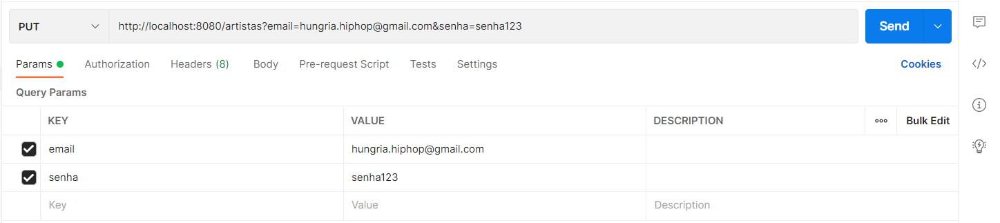 PUT http://localhost:8080/artistas?email=hungria.hiphop@gmail.com&senha=senha123 Send
Params Authorization Headers (8) Body Pre-request Script Tests Settings Cookies
Query Params
KEY VALUE DESCRIPTION ooo Bulk Edit
email hungria.hiphop@gmail.com
senha senha123
Key Value Description